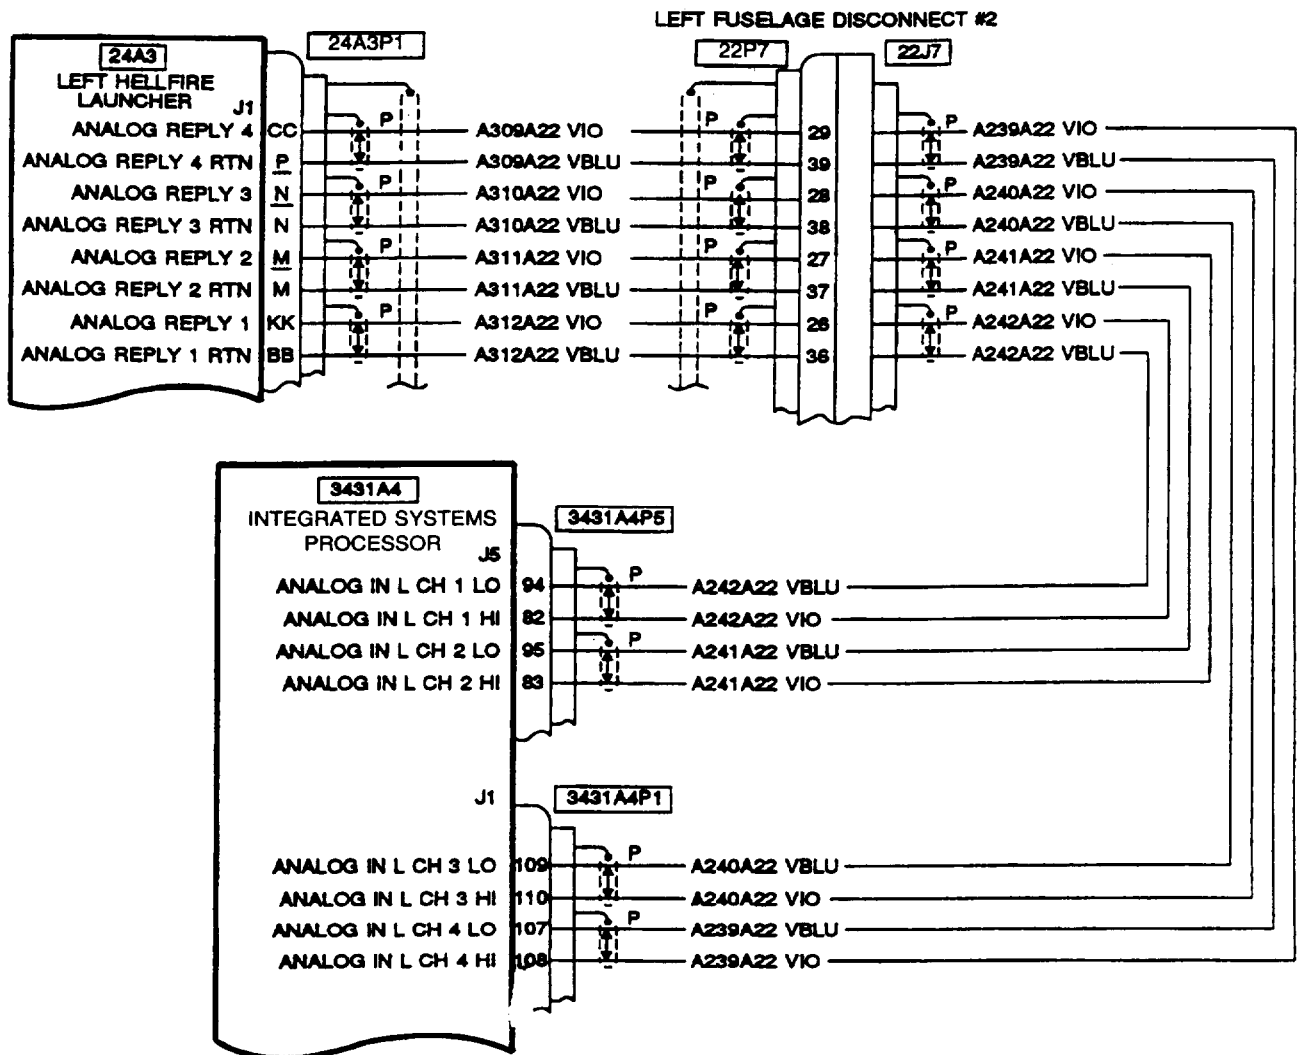 LEFT FUSELAGE DISCONNECT #2
24A3P1 22P7 22J7
24A3
LEFT HELLFIRE
LAUNCHER
J1
ANALOG REPLY 4 CC P A309A22 VIO P 29 P A239A22 VIO
ANALOG REPLY 4 RTN P A309A22 VBLU 39 A239A22 VBLU
ANALOG REPLY 3 N P A310A22 VIO P 28 P A240A22 VIO
ANALOG REPLY 3 RTN N A310A22 VBLU 38 A240A22 VBLU
ANALOG REPLY 2 M P A311A22 VIO P 27 P A241A22 VIO
ANALOG REPLY 2 RTN M A311A22 VBLU 37 A241A22 VBLU
ANALOG REPLY 1 KK P A312A22 VIO P 26 P A242A22 VIO
ANALOG REPLY 1 RTN BB A312A22 VBLU 36 A242A22 VBLU
3431A4
INTEGRATED SYSTEMS
PROCESSOR
3431A4P5
J5
ANALOG IN L CH 1 LO 94 P A242A22 VBLU
ANALOG IN L CH 1 HI 82 A242A22 VIO
ANALOG IN L CH 2 LO 95 P A241A22 VBLU
ANALOG IN L CH 2 HI 83 A241A22 VIO
J1
3431A4P1
ANALOG IN L CH 3 LO 109 P A240A22 VBLU
ANALOG IN L CH 3 HI 110 A240A22 VIO
ANALOG IN L CH 4 LO 107 P A239A22 VBLU
ANALOG IN L CH 4 HI 108 A239A22 VIO